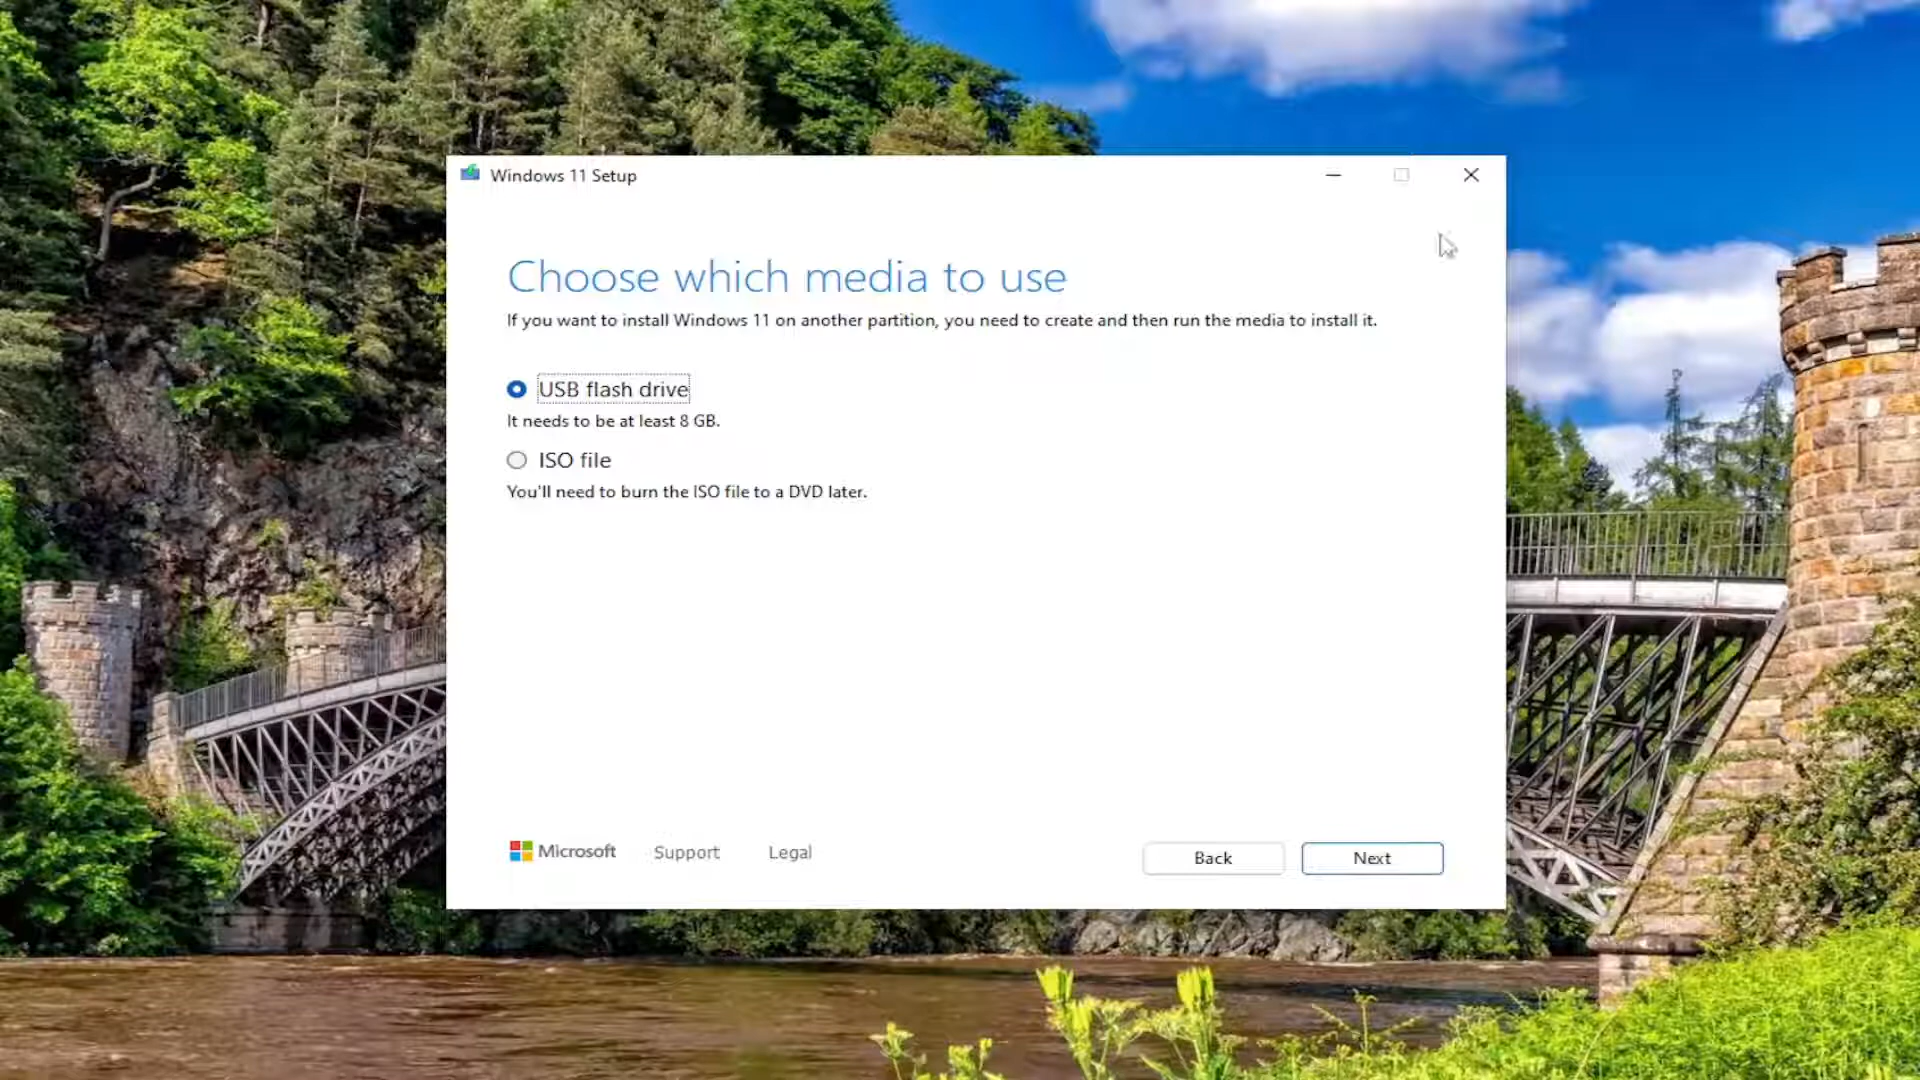 Windows 11 Setup
Choose which media to use
If you want to install Windows 11 on another partition, you need to create and then run the media to install it.
USB flash drive
It needs to be at least 8 GB.
ISO file
You'll need to burn the ISO file to a DVD later.
Microsoft Support Legal Back Next